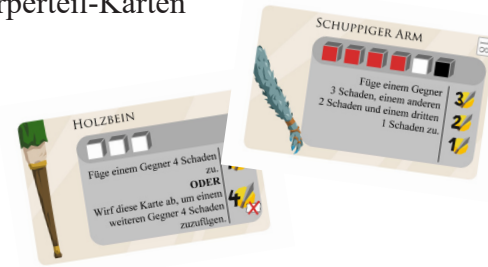 rperteil-Karten
SCHUPPIGER ARM
18
Füge einem Gegner
3 Schaden, einem anderen
2 Schaden und einem dritten
1 Schaden zu.
3
2
1
HOLZBEIN
Füge einem Gegner 4 Schaden
zu.
ODER
Wirf diese Karte ab, um einem
weiteren Gegner 4 Schaden
zuzufügen.
4